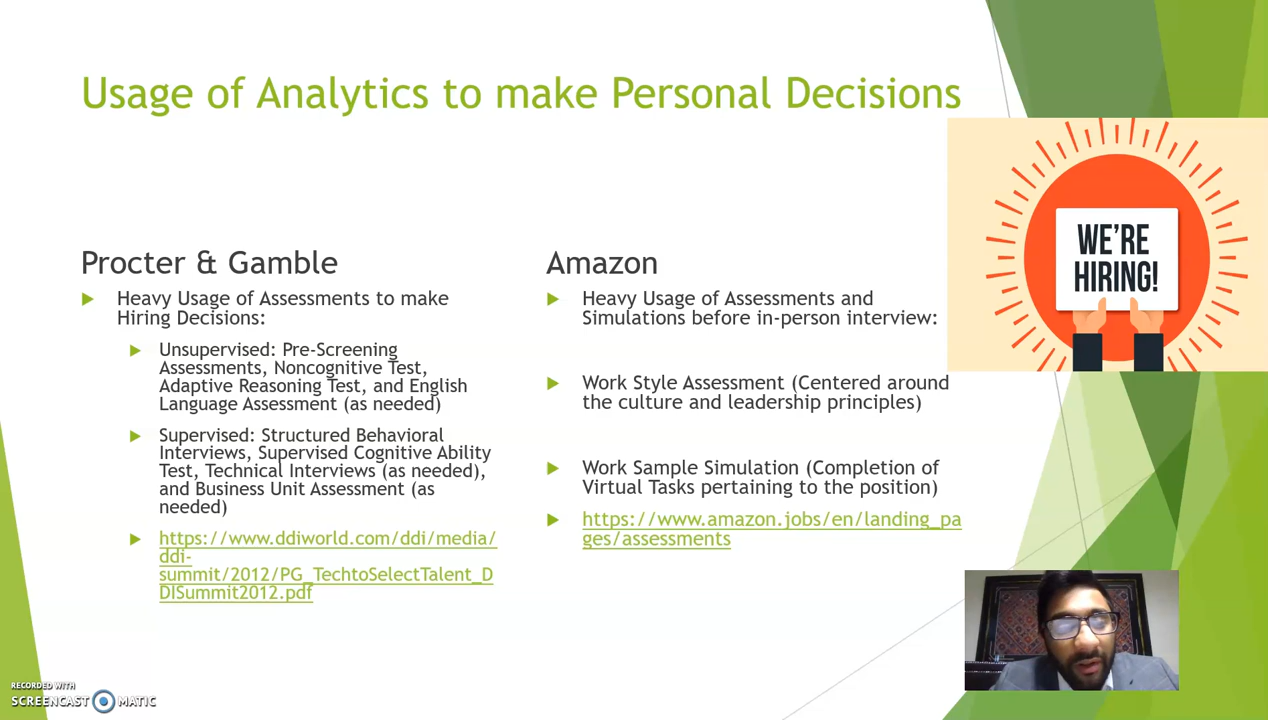 Usage of Analytics to make Personal Decisions
WE'RE
HIRING!
Procter & Gamble
Heavy Usage of Assessments to make
Hiring Decisions:
Unsupervised: Pre-Screening
Assessments, Noncognitive Test,
Adaptive Reasoning Test, and English
Language Assessment (as needed)
Supervised: Structured Behavioral
Interviews, Supervised Cognitive Ability
Test, Technical Interviews (as needed),
and Business Unit Assessment (as
needed)
https://www.ddiworld.com/ddi/media/
ddi-
summit/2012/PG_TechtoSelectTalent_D
DISummit2012.pdf
Amazon
Heavy Usage of Assessments and
Simulations before in-person interview:
Work Style Assessment (Centered around
the culture and leadership principles)
Work Sample Simulation (Completion of
Virtual Tasks pertaining to the position)
https://www.amazon.jobs/en/landing_pa
ges/assessments
RECORDED WITH
SCREENCAST MATIC